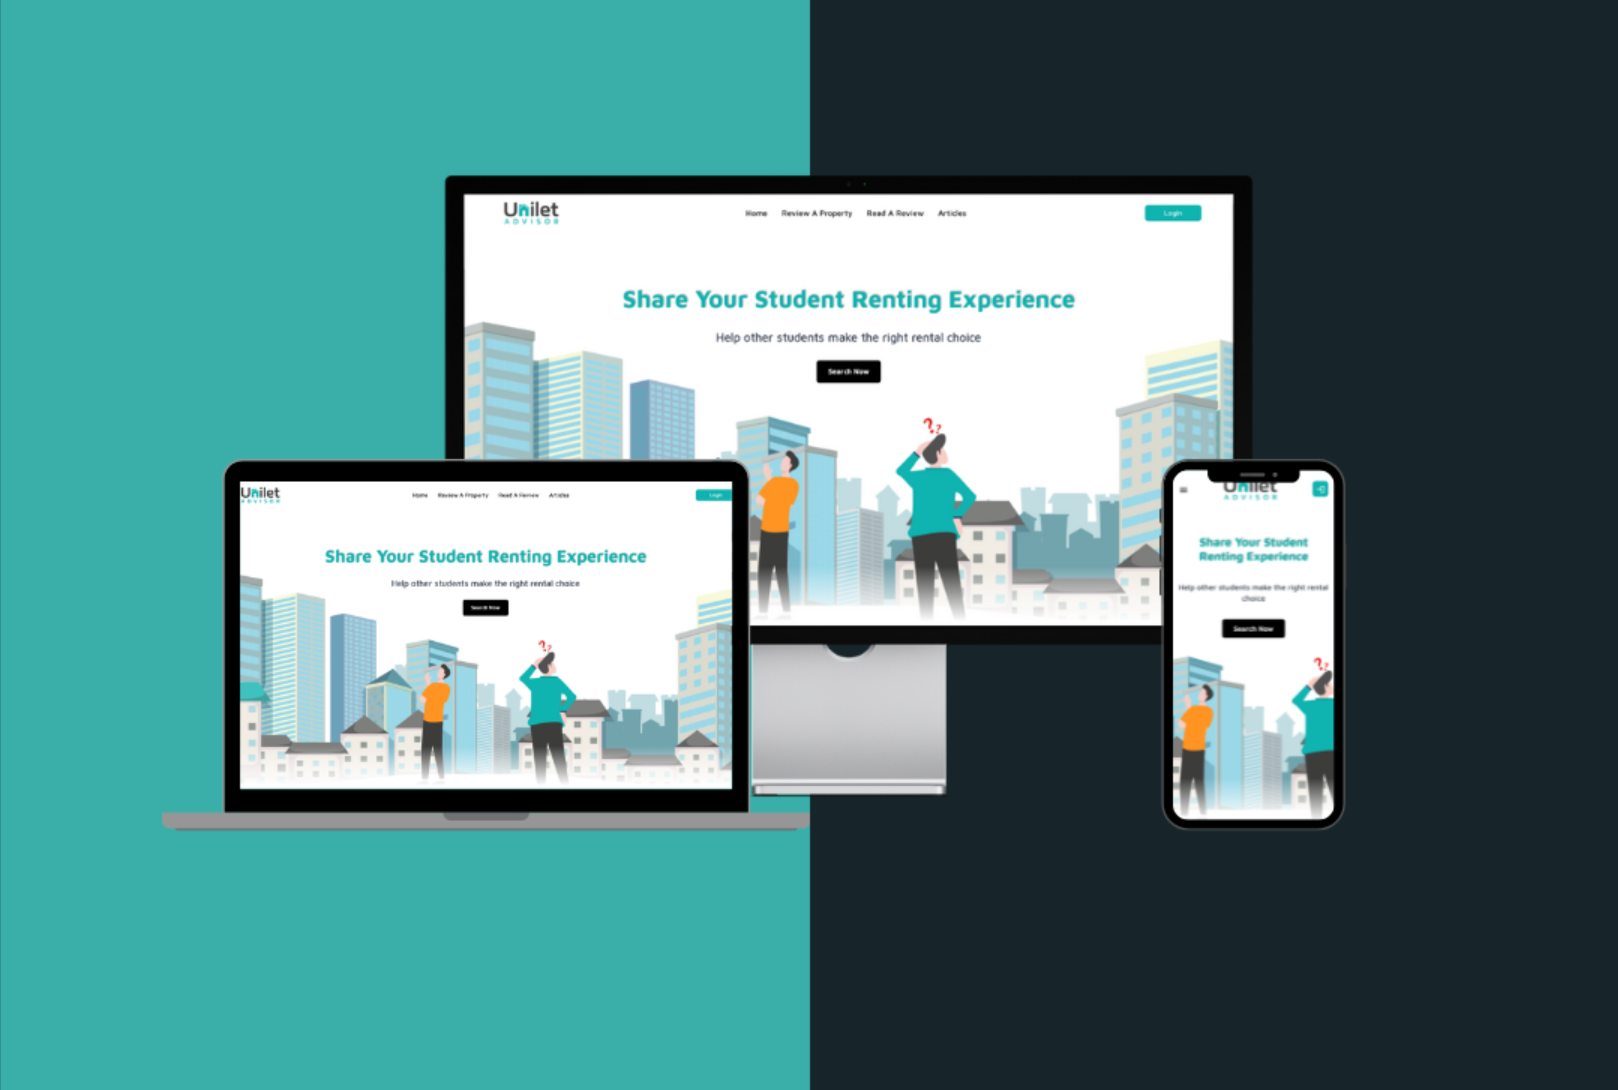 Unilet
ADVISOR
Home Review A Property Read A Review Articles
Login
Share Your Student Renting Experience
Help other students make the right rental choice
Search Now
??
Unilet
ADVISOR
Home Review A Property Read A Review Articles
Login
Share Your Student Renting Experience
Help other students make the right rental choice
Search Now
??
Unilet
ADVISOR
Share Your Student
Renting Experience
Help other students make the right rental
choice
Search Now
??